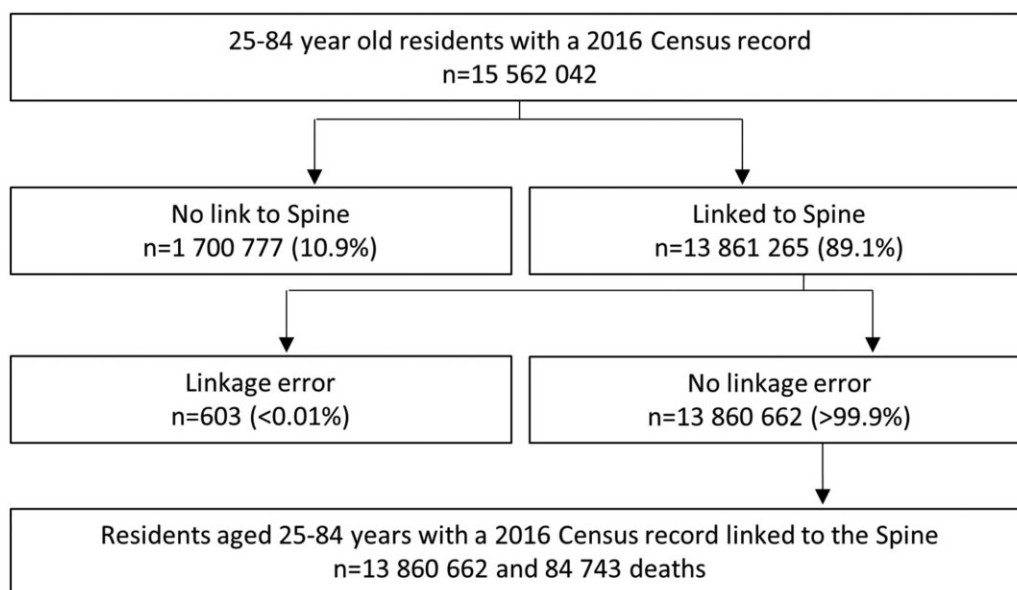 25-84 year old residents with a 2016 Census record
n=15 562 042
No link to Spine
n=1 700 777 (10.9%)
Linked to Spine
n=13 861 265 (89.1%)
Linkage error
n=603 (<0.01%)
No linkage error
n=13 860 662 (>99.9%)
Residents aged 25-84 years with a 2016 Census record linked to the Spine
n=13 860 662 and 84 743 deaths